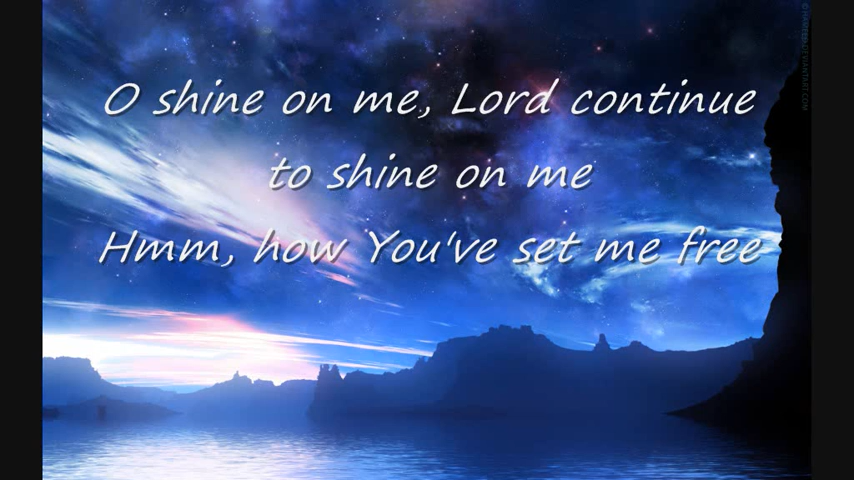 O shine on me, Lord continue
to shine on me
Hmm, how You've set me free